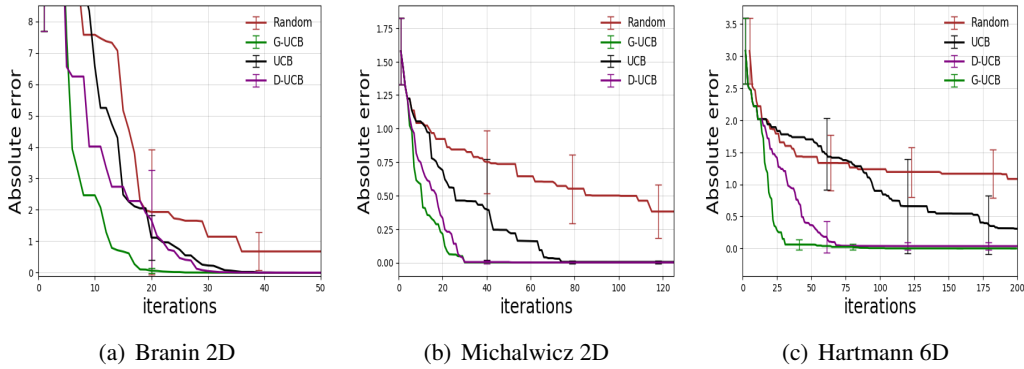 Absolute error
8
7
6
5
4
3
2
1
0
0 10 20 30 40 50
iterations
Random
G-UCB
UCB
D-UCB
(a) Branin 2D
Absolute error
1.75
1.50
1.25
1.00
0.75
0.50
0.25
0.00
0 20 40 60 80 100 120
iterations
Random
G-UCB
UCB
D-UCB
(b) Michalwicz 2D
Absolute error
3.5
3.0
2.5
2.0
1.5
1.0
0.5
0.0
0 25 50 75 100 125 150 175 200
iterations
Random
UCB
D-UCB
G-UCB
(c) Hartmann 6D